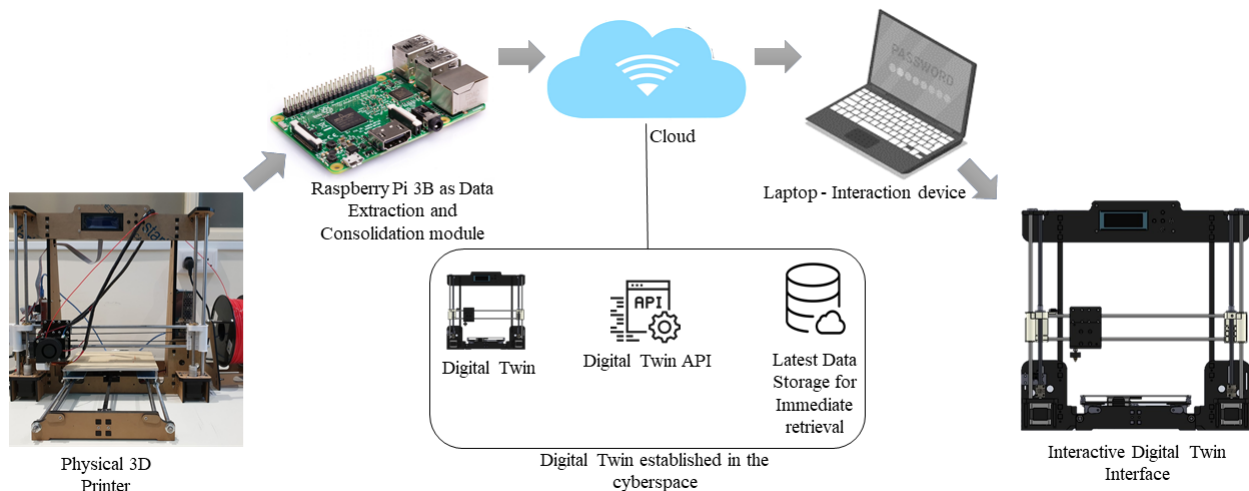 PASSWORD
Cloud
Raspberry Pi 3B as Data
Extraction and
Consolidation module
Laptop - Interaction device
API
Digital Twin
Digital Twin API
Latest Data
Storage for
Immediate
retrieval
Digital Twin established in the
cyberspace
Physical 3D
Printer
Interactive Digital Twin
Interface